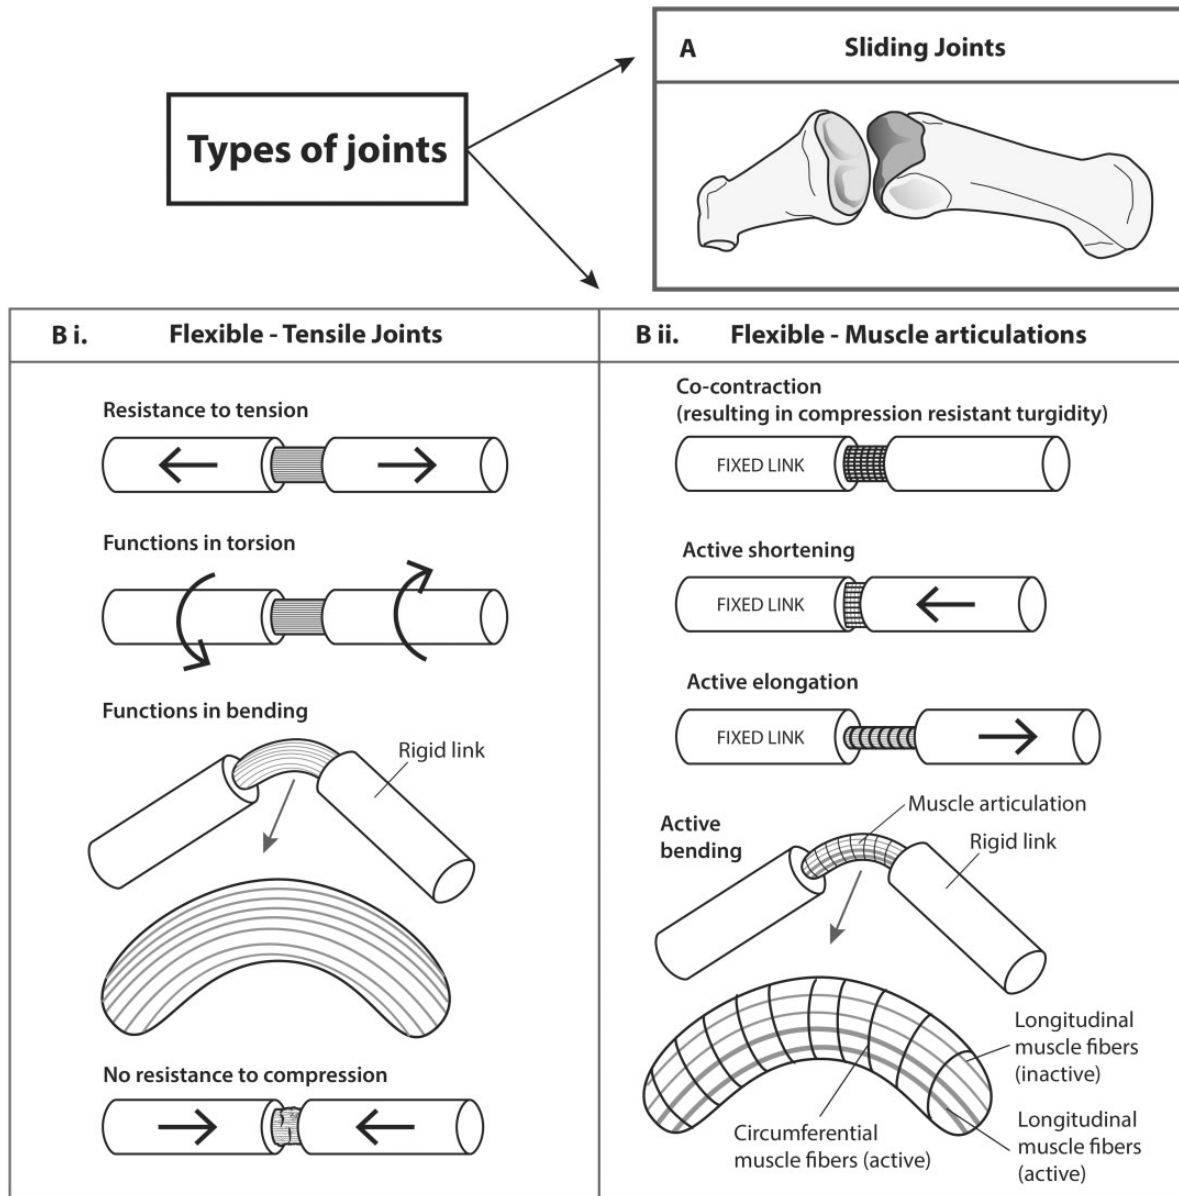 Types of joints
A Sliding Joints
B i. Flexible - Tensile Joints
Resistance to tension
Functions in torsion
Functions in bending
Rigid link
No resistance to compression
B ii. Flexible - Muscle articulations
Co-contraction
(resulting in compression resistant turgidity)
FIXED LINK
Active shortening
FIXED LINK
Active elongation
FIXED LINK
Active
bending
Muscle articulation
Rigid link
Longitudinal
muscle fibers
(inactive)
Circumferential
muscle fibers (active)
Longitudinal
muscle fibers
(active)